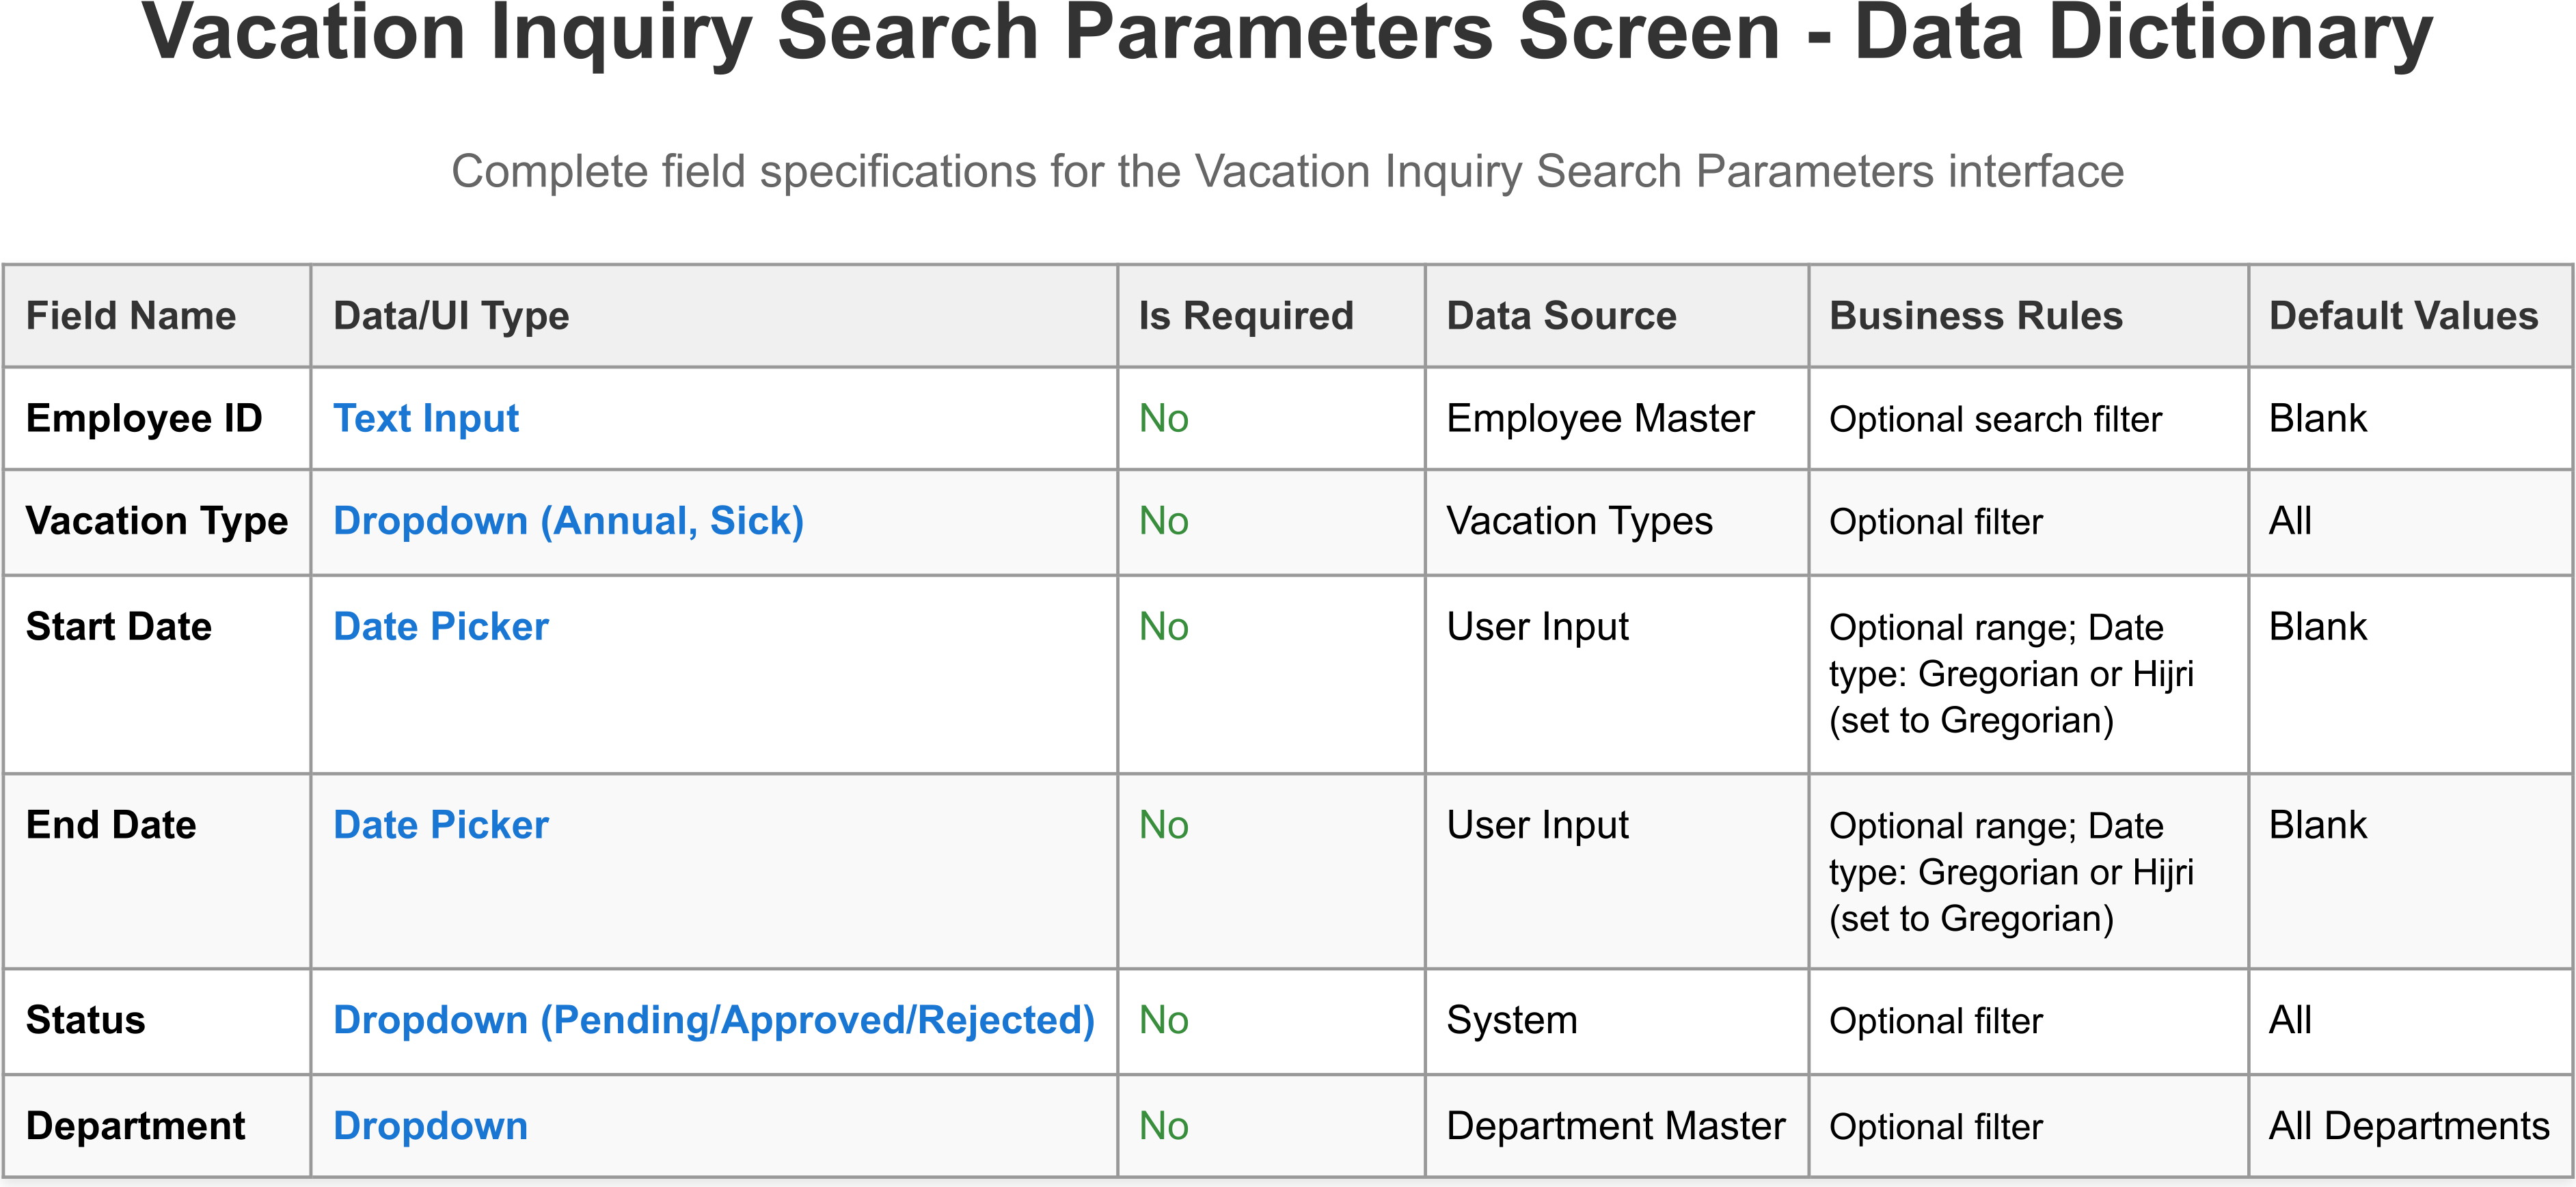 Vacation Inquiry Search Parameters Screen - Data Dictionary
Complete field specifications for the Vacation Inquiry Search Parameters interface
Field Name Data/UI Type Is Required Data Source Business Rules Default Values
Employee ID Text Input No Employee Master Optional search filter Blank
Vacation Type Dropdown (Annual, Sick) No Vacation Types Optional filter All
Start Date Date Picker No User Input Optional range; Date Blank
type: Gregorian or Hijri
(set to Gregorian)
End Date Date Picker No User Input Optional range; Date Blank
type: Gregorian or Hijri
(set to Gregorian)
Status Dropdown (Pending/Approved/Rejected) No System Optional filter All
Department Dropdown No Department Master Optional filter All Departments